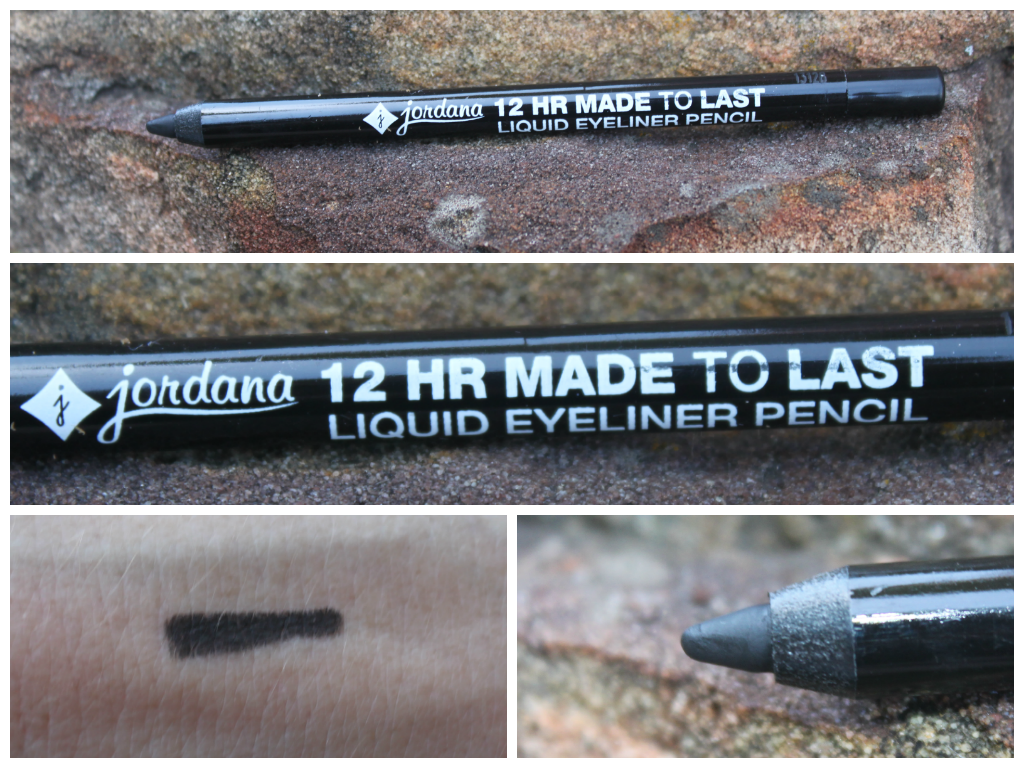 j jordana 12 HR MADE TO LAST
LIQUID EYELINER PENCIL
j jordana 12 HR MADE TO LAST
LIQUID EYELINER PENCIL